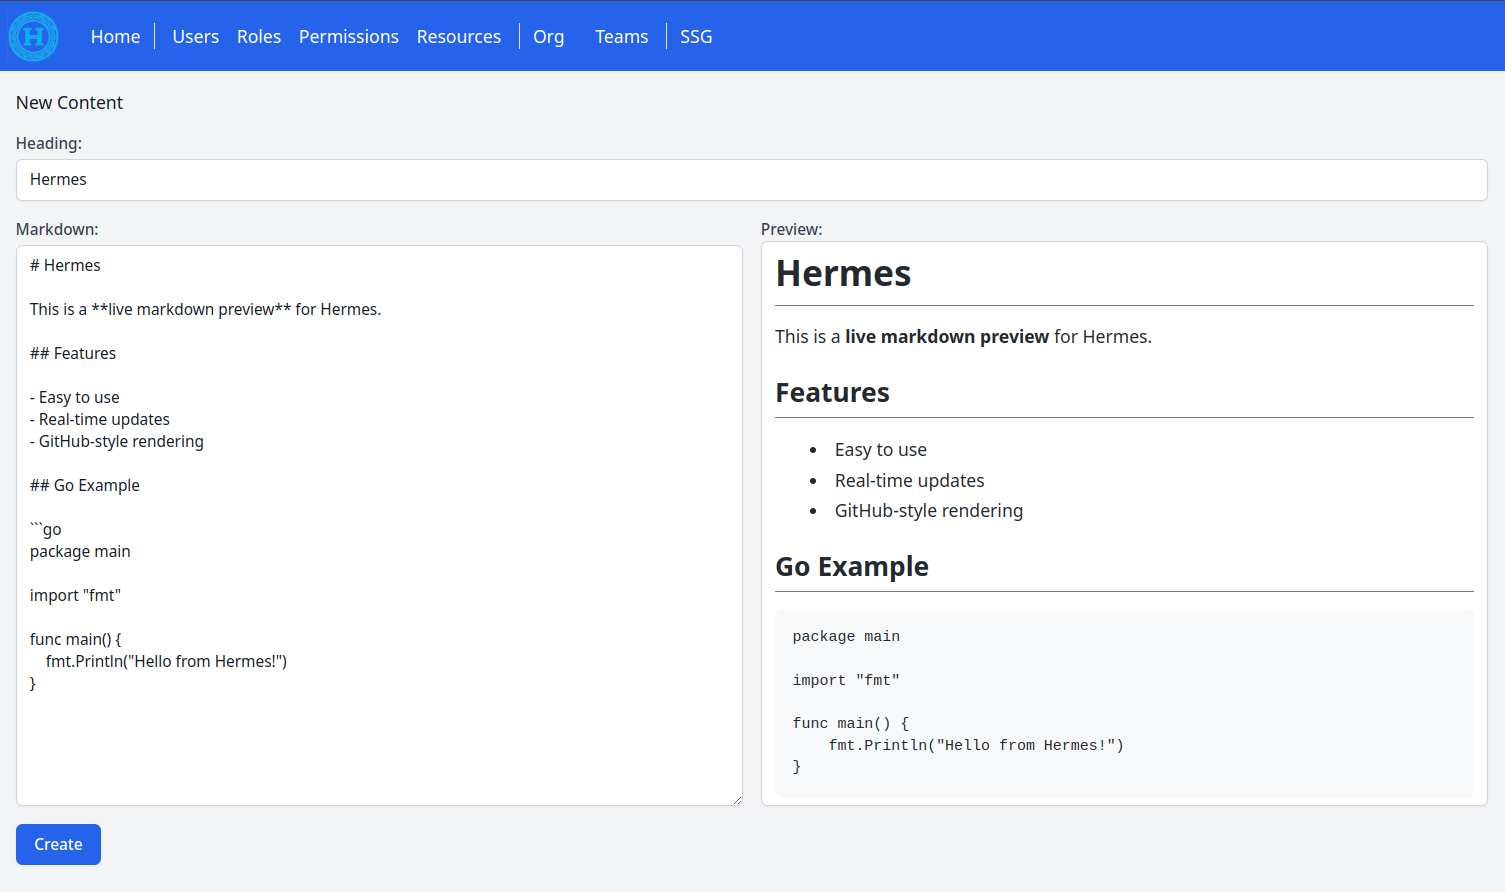 H
Home Users Roles Permissions Resources Org Teams SSG
New Content
Heading:
Hermes
Markdown:
# Hermes
This is a **live markdown preview** for Hermes.
## Features
- Easy to use
- Real-time updates
- GitHub-style rendering
## Go Example
```go
package main
import "fmt"
func main() {
    fmt.Println("Hello from Hermes!")
}
Preview:
Hermes
This is a live markdown preview for Hermes.
Features
• Easy to use
• Real-time updates
• GitHub-style rendering
Go Example
package main
import "fmt"
func main() {
    fmt.Println("Hello from Hermes!")
}
Create